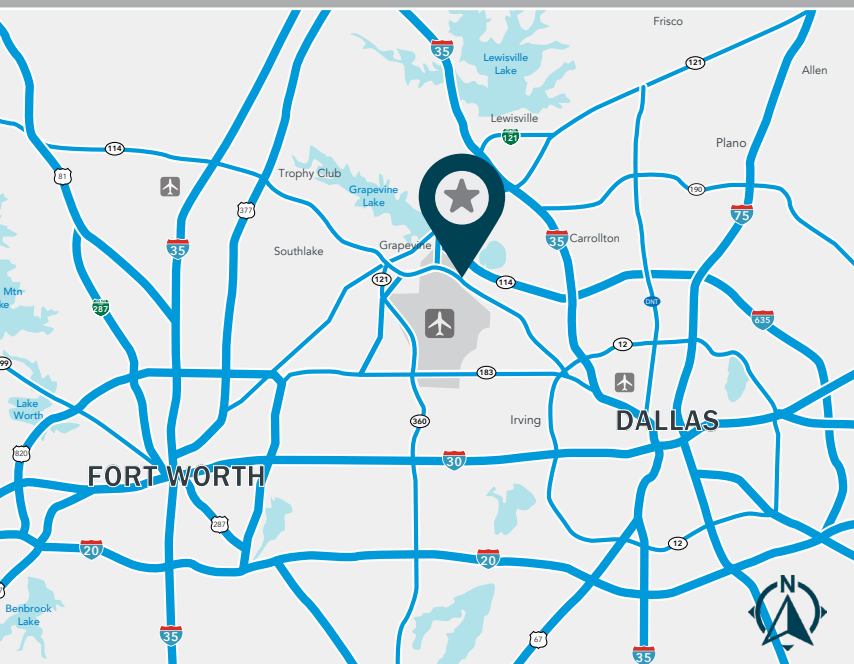 Frisco
35
121
Lewisville
Lake
Allen
Lewisville
121
Plano
114
81
Trophy Club
Grapevine
Lake
190
377
75
35
Southlake
Grapevine
35
Carrollton
121
114
Mtn
ke
287
DNT
635
12
99
183
Lake
Worth
360
Irving
DALLAS
820
30
FORT WORTH
287
20
12
20
N
Benbrook
Lake
35
67
35